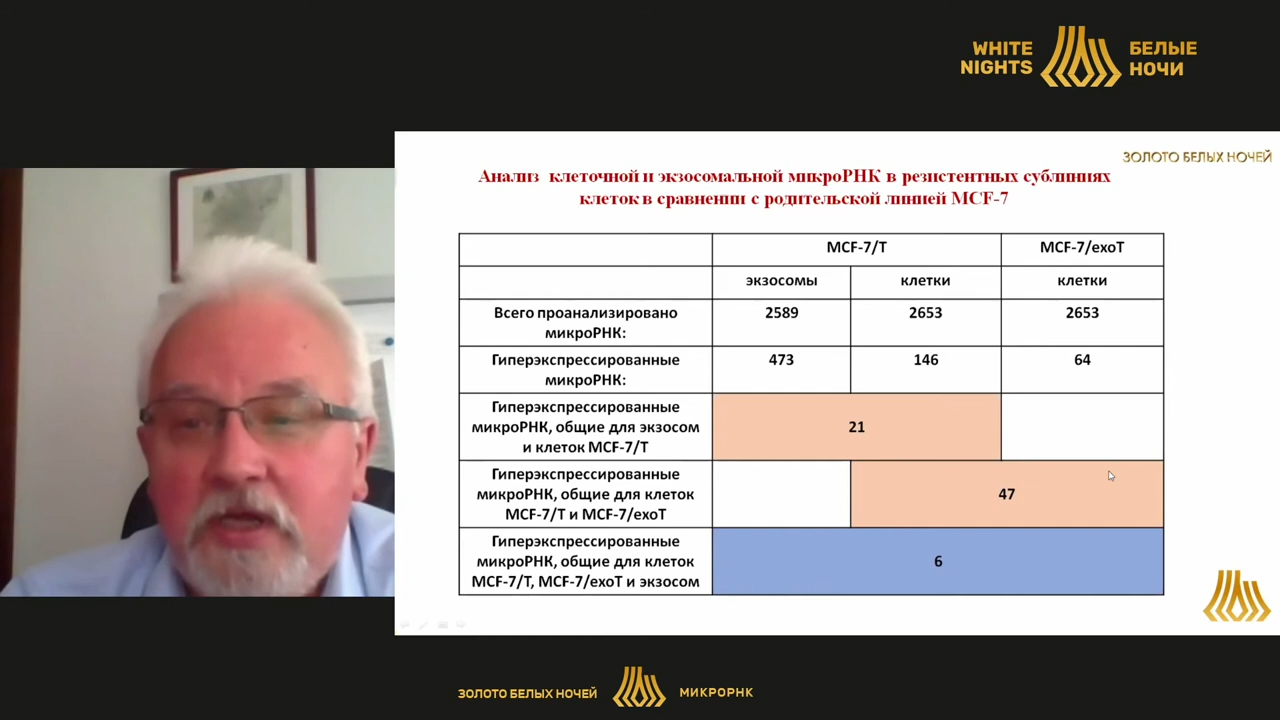 WHITE
NIGHTS
БЕЛЫЕ
НОЧИ
ЗОЛОТО БЕЛЫХ НОЧЕЙ
Анализ клеточной и экзосомальной микроРНК в резистентных сублиниях
клеток в сравнении с родительской линией MCF-7
MCF-7/T
MCF-7/exoT
экзосомы
клетки
клетки
Всего проанализировано
микроРНК:
2589
2653
2653
Гиперэкспрессированные
микроРНК:
473
146
64
Гиперэкспрессированные
микроРНК, общие для экзосом
и клеток MCF-7/T
21
Гиперэкспрессированные
микроРНК, общие для клеток
MCF-7/T и MCF-7/exoT
47
Гиперэкспрессированные
микроРНК, общие для клеток
MCF-7/T, MCF-7/exoT и экзосом
6
ЗОЛОТО БЕЛЫХ НОЧЕЙ
МИКРОРНК